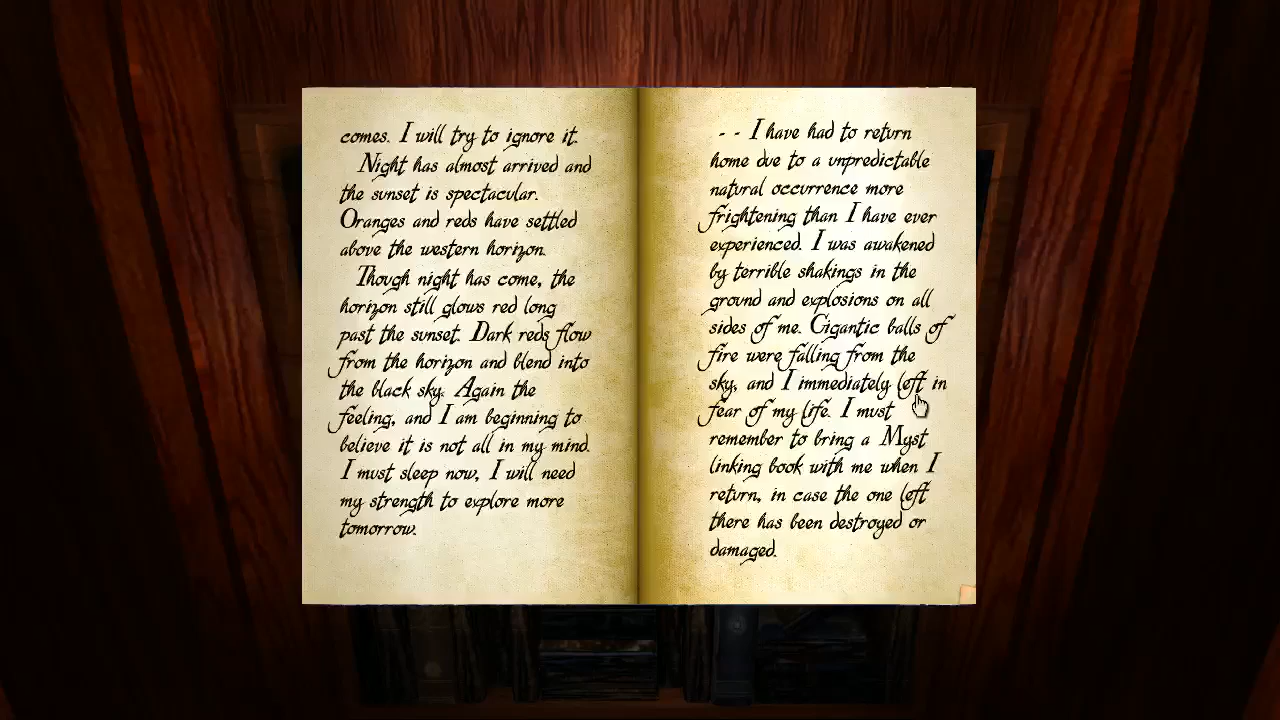 comes. I will try to ignore it.
Night has almost arrived and
the sunset is spectacular.
Oranges and reds have settled
above the western horizon.
Though night has come, the
horizon still glows red long
past the sunset. Dark reds flow
from the horizon and blend into
the black sky. Again the
feeling, and I am beginning to
believe it is not all in my mind.
I must sleep now, I will need
my strength to explore more
tomorrow.
- - I have had to return
home due to a unpredictable
natural occurrence more
frightening than I have ever
experienced. I was awakened
by terrible shakings in the
ground and explosions on all
sides of me. Gigantic balls of
fire were falling from the
sky, and I immediately left in
fear of my life. I must
remember to bring a Myst
linking book with me when I
return, in case the one left
there has been destroyed or
damaged.